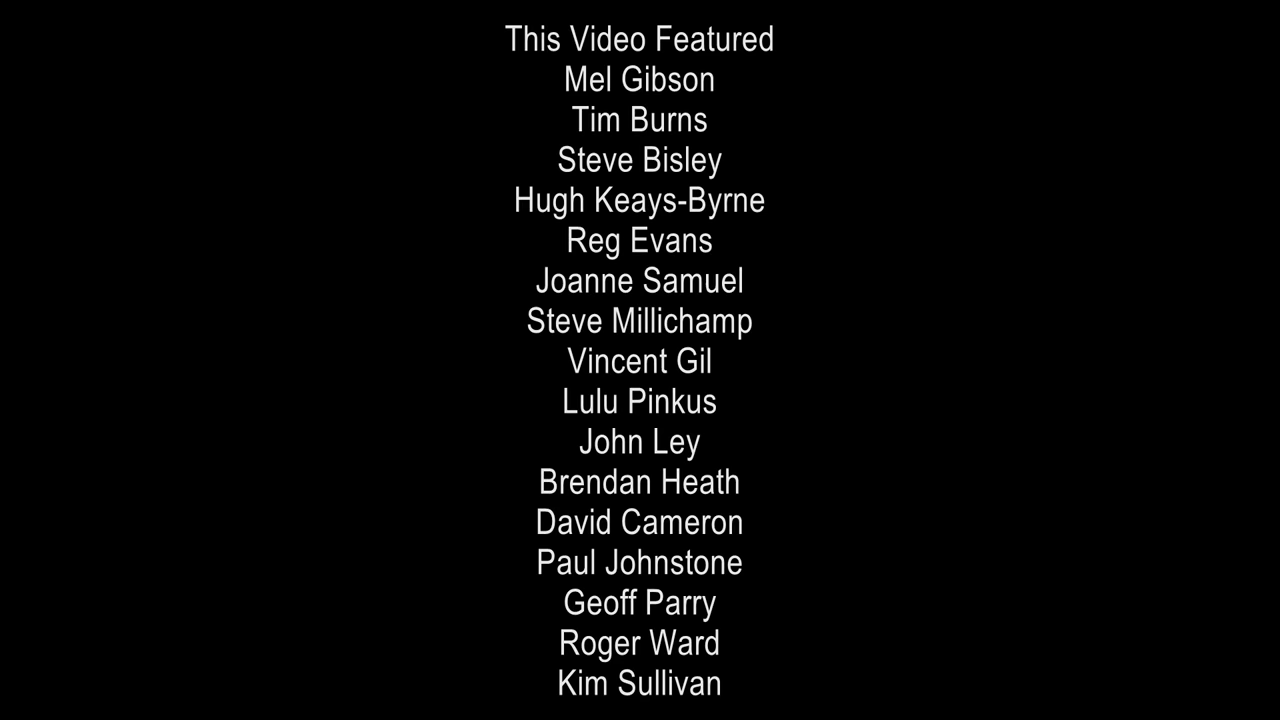 This Video Featured
Mel Gibson
Tim Burns
Steve Bisley
Hugh Keays-Byrne
Reg Evans
Joanne Samuel
Steve Millichamp
Vincent Gil
Lulu Pinkus
John Ley
Brendan Heath
David Cameron
Paul Johnstone
Geoff Parry
Roger Ward
Kim Sullivan